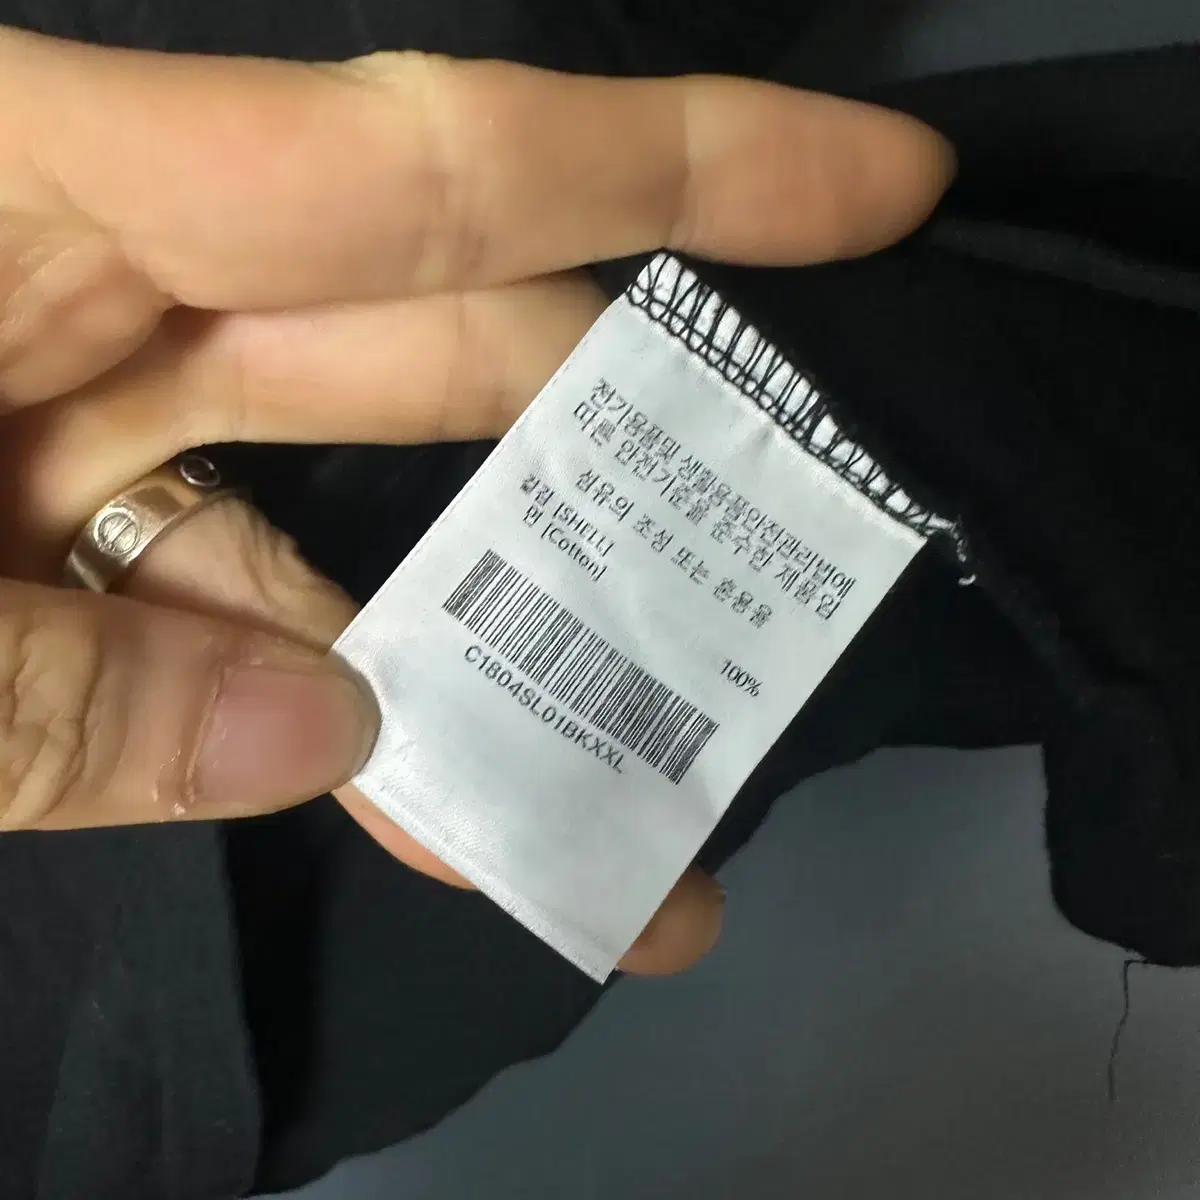 전기용품및 생활용품안전관리법에
따른 안전기준을 준수한 제품임
섬유의 조성 또는 혼용율
겉감 [SHELL]
면 [Cotton] 100%
C1804SL01BKXXL